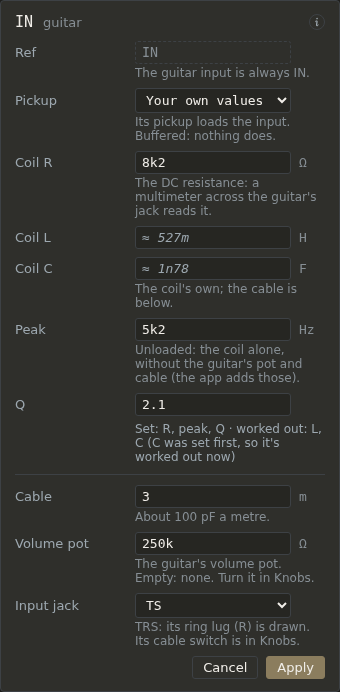 IN guitar i
Ref IN
The guitar input is always IN.
Pickup Your own values
Its pickup loads the input.
Buffered: nothing does.
Coil R 8k2 Ω
The DC resistance: a
multimeter across the guitar's
jack reads it.
Coil L ≈ 527m H
Coil C ≈ 1n78 F
The coil's own; the cable is
below.
Peak 5k2 Hz
Unloaded: the coil alone,
without the guitar's pot and
cable (the app adds those).
Q 2.1
Set: R, peak, Q · worked out: L,
C (C was set first, so it's
worked out now)
Cable 3 m
About 100 pF a metre.
Volume pot 250k Ω
The guitar's volume pot.
Empty: none. Turn it in Knobs.
Input jack TS
TRS: its ring lug (R) is drawn.
Its cable switch is in Knobs.
Cancel Apply